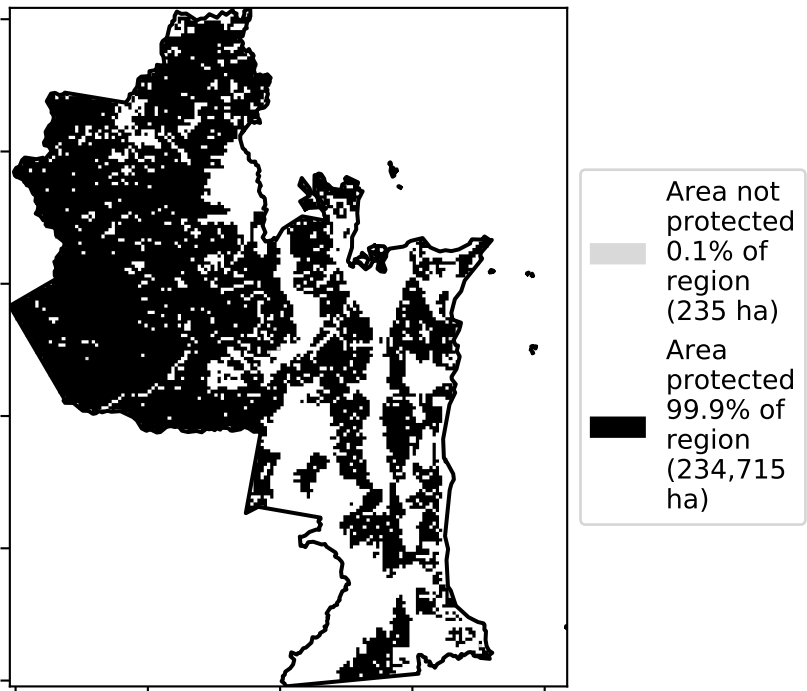 Area not
protected
0.1% of
region
(235 ha)
Area
protected
99.9% of
region
(234,715
ha)